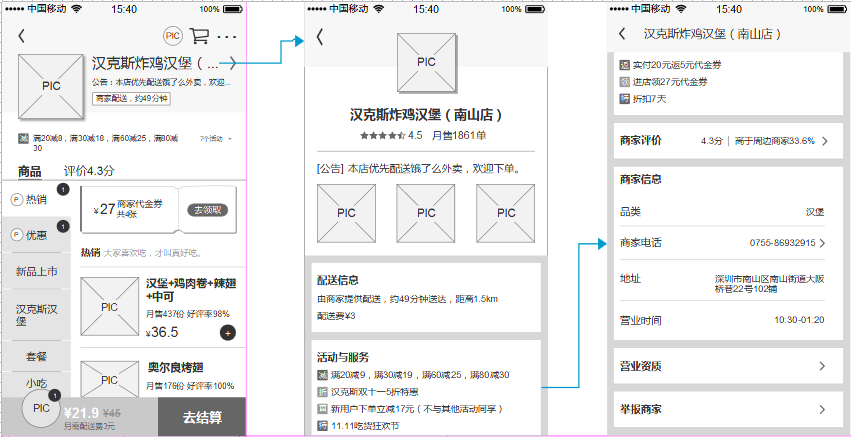 中国移动
15:40
100%
PIC
PIC
汉克斯炸鸡汉堡（...
公告：本店优先配送饿了么外卖，欢迎...
商家配送，约49分钟
减 满20减8，满30减18，满60减25，满80减
30
7个活动
商品
评价4.3分
P 热销
1
P 优惠
1
新品上市
汉克斯汉
堡
套餐
小吃
¥27
商家代金券
共4张
去领取
热销 大家喜欢吃，才叫真好吃。
PIC
汉堡+鸡肉卷+辣翅
+中可
月售437份 好评率98%
¥36.5
+
PIC
奥尔良烤翅
月售176份 好评率100%
PIC
1
¥21.9 ¥45
去结算
中国移动
15:40
100%
PIC
汉克斯炸鸡汉堡（南山店）
4.5 月售1861单
[公告] 本店优先配送饿了么外卖，欢迎下单。
PIC
PIC
PIC
配送信息
由商家提供配送，约49分钟送达，距离1.5km
配送费¥3
活动与服务
减 满20减9，满30减19，满60减25，满80减30
折 汉克斯双十一5折特惠
首 新用户下单立减17元（不与其他活动同享）
特 11.11吃货狂欢节
中国移动
15:40
100%
汉克斯炸鸡汉堡（南山店）
返 实付20元返5元代金券
领 进店领27元代金券
特 折扣7天
商家评价
4.3分 | 高于周边商家33.6%
商家信息
品类
汉堡
商家电话
0755-86932915
地址
深圳市南山区南山街道大阪
桥巷22号102铺
营业时间
10:30-01:20
营业资质
举报商家